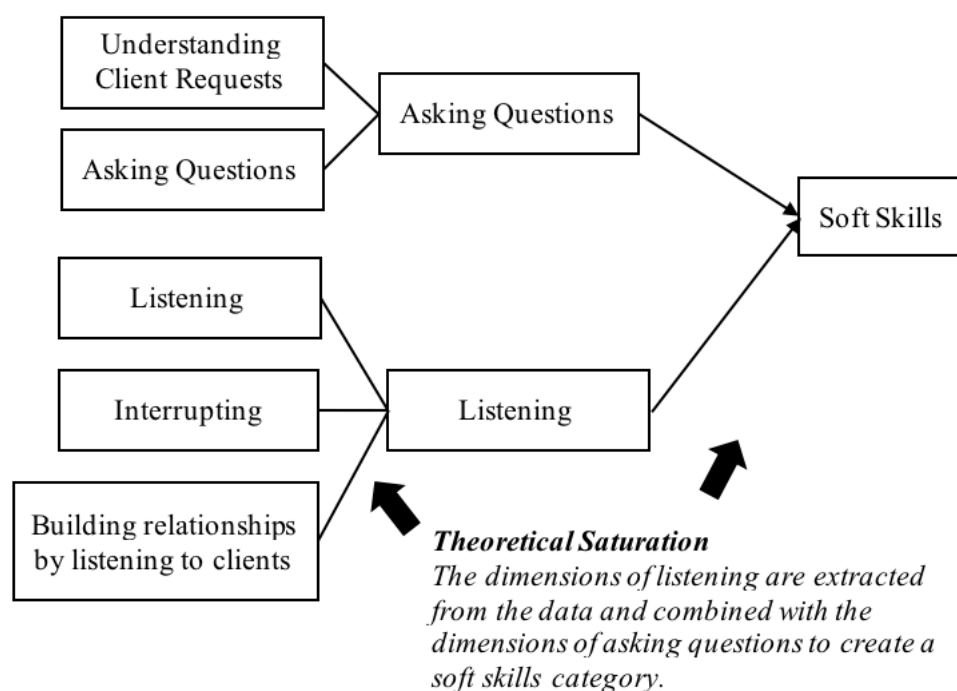 Understanding
Client Requests
Asking Questions
Asking Questions
Soft Skills
Listening
Interrupting
Listening
Building relationships
by listening to clients
Theoretical Saturation
The dimensions of listening are extracted
from the data and combined with the
dimensions of asking questions to create a
soft skills category.